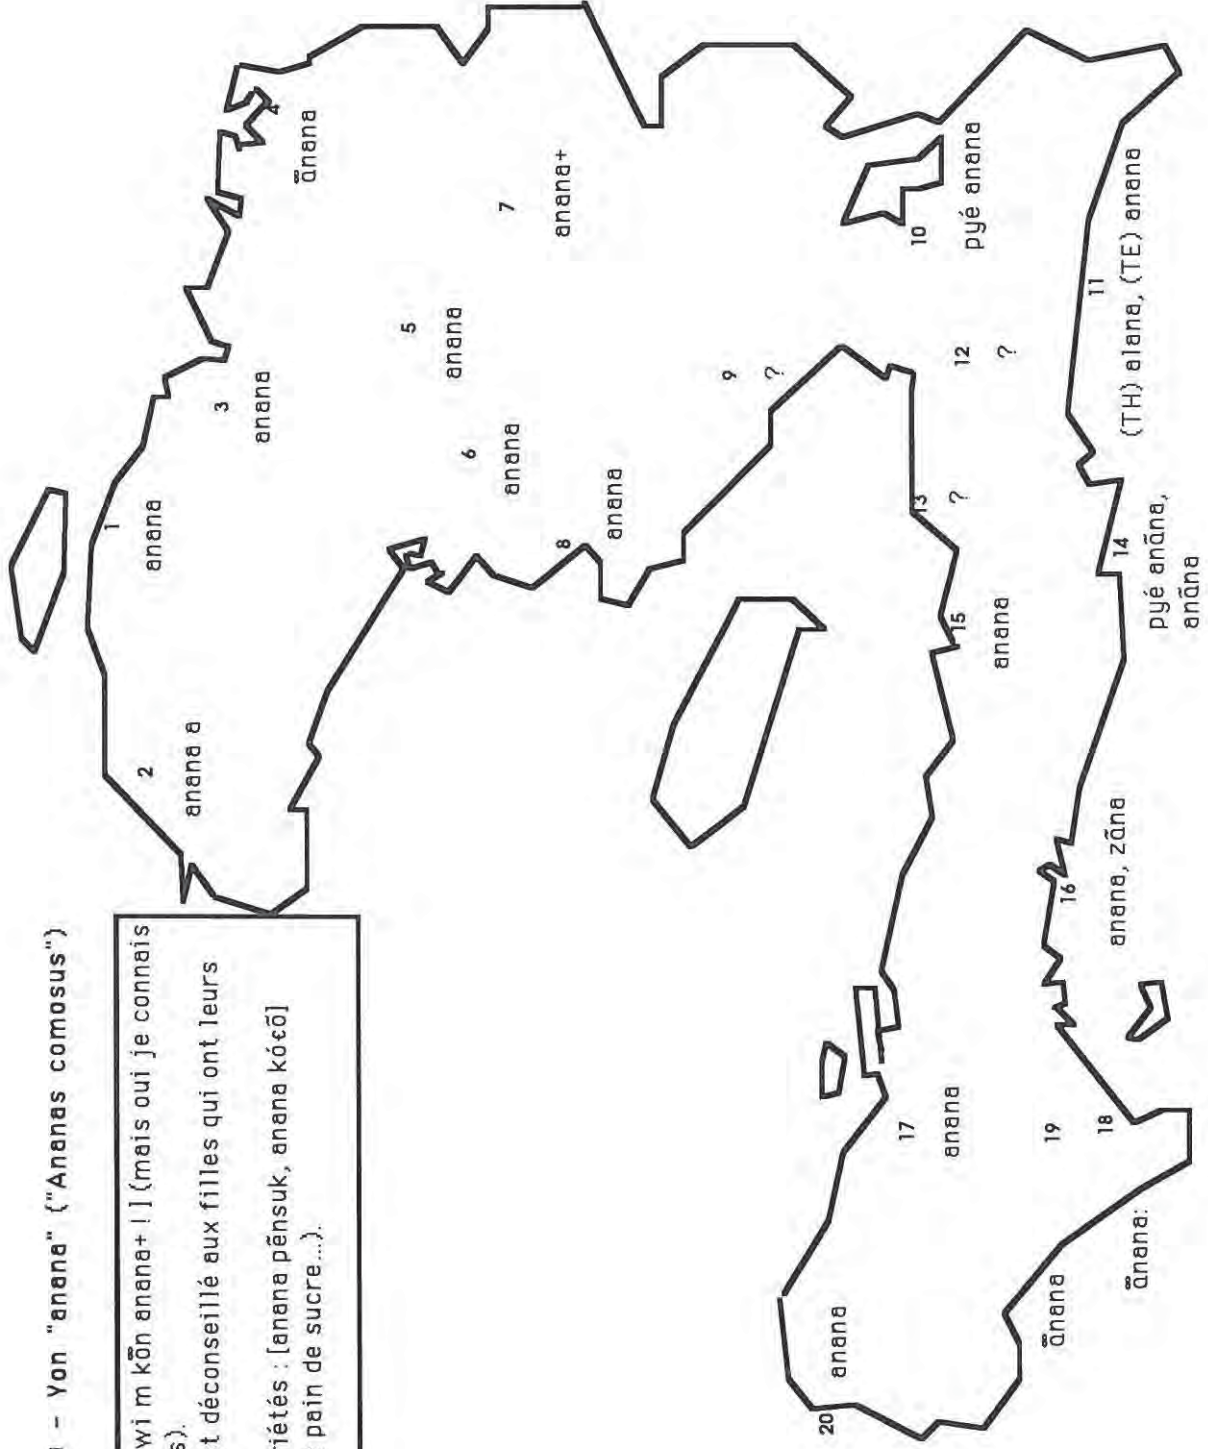 – Yon "anana" ("Ananas comosus")
wi m kõn anana+ ! ] (mais oui je connais
s).
t déconseillé aux filles qui ont leurs
iétés : [anana pẽnsuk, anana kó€õ]
pain de sucre...).
1
anana
2
anana a
3
anana
4
ãnana
5
anana
6
anana
7
anana+
8
anana
9
?
10
pyé anana
11
(TH) alana, (TE) anana
12
?
13
?
14
pyé anãna,
anãna
15
anana
16
anana, zãna
17
anana
18
ãnana:
19
ãnana
20
anana